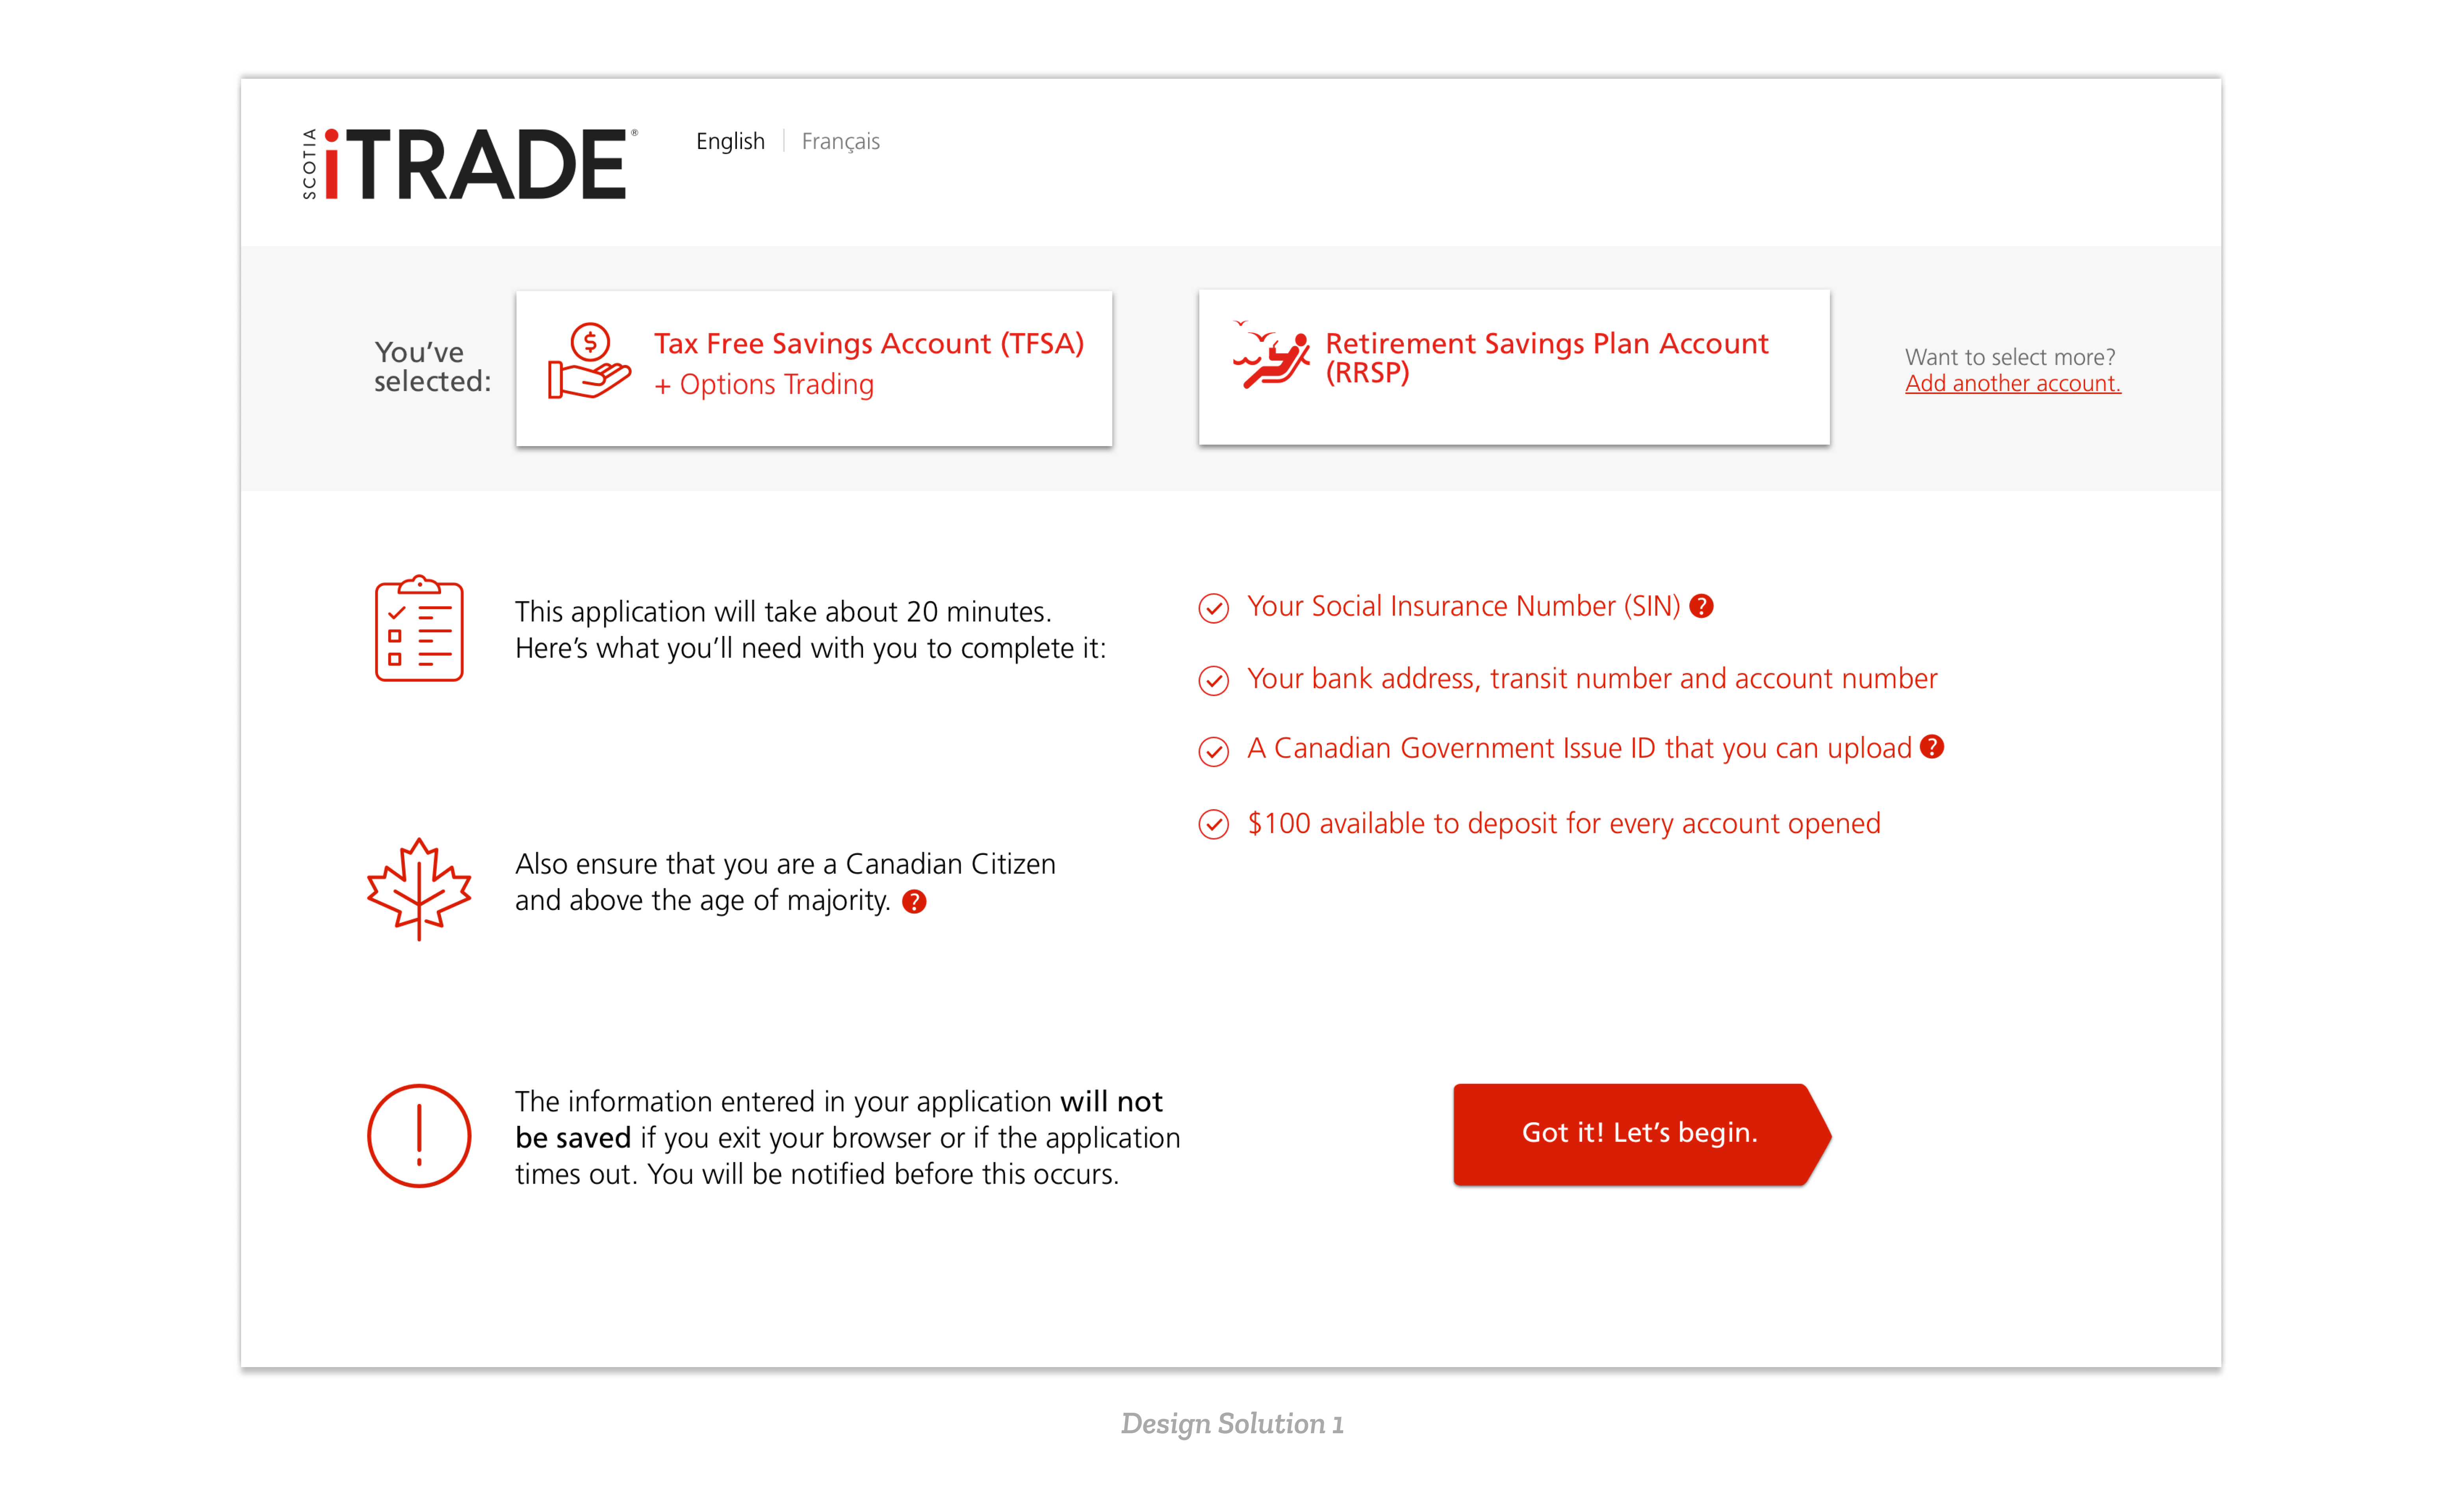 SCOTIA
iTRADE®
English | Français
You've
selected:
Tax Free Savings Account (TFSA)
+ Options Trading
Retirement Savings Plan Account
(RRSP)
Want to select more?
Add another account.
This application will take about 20 minutes.
Here's what you'll need with you to complete it:
Your Social Insurance Number (SIN) ?
Your bank address, transit number and account number
A Canadian Government Issue ID that you can upload ?
$100 available to deposit for every account opened
Also ensure that you are a Canadian Citizen
and above the age of majority. ?
The information entered in your application will not
be saved if you exit your browser or if the application
times out. You will be notified before this occurs.
Got it! Let's begin.
Design Solution 1